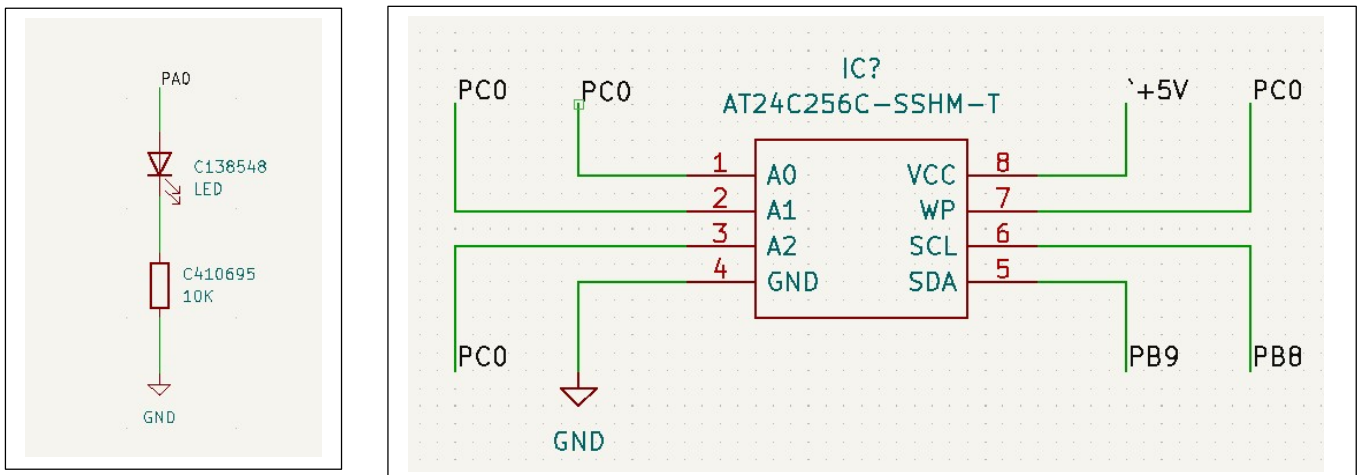 PA0
C138548
LED
C410695
10K
GND
IC?
AT24C256C-SSHM-T
PC0
PC0
`+5V
PC0
1
A0
VCC
8
2
A1
WP
7
3
A2
SCL
6
4
GND
SDA
5
PC0
PB9
PB8
GND